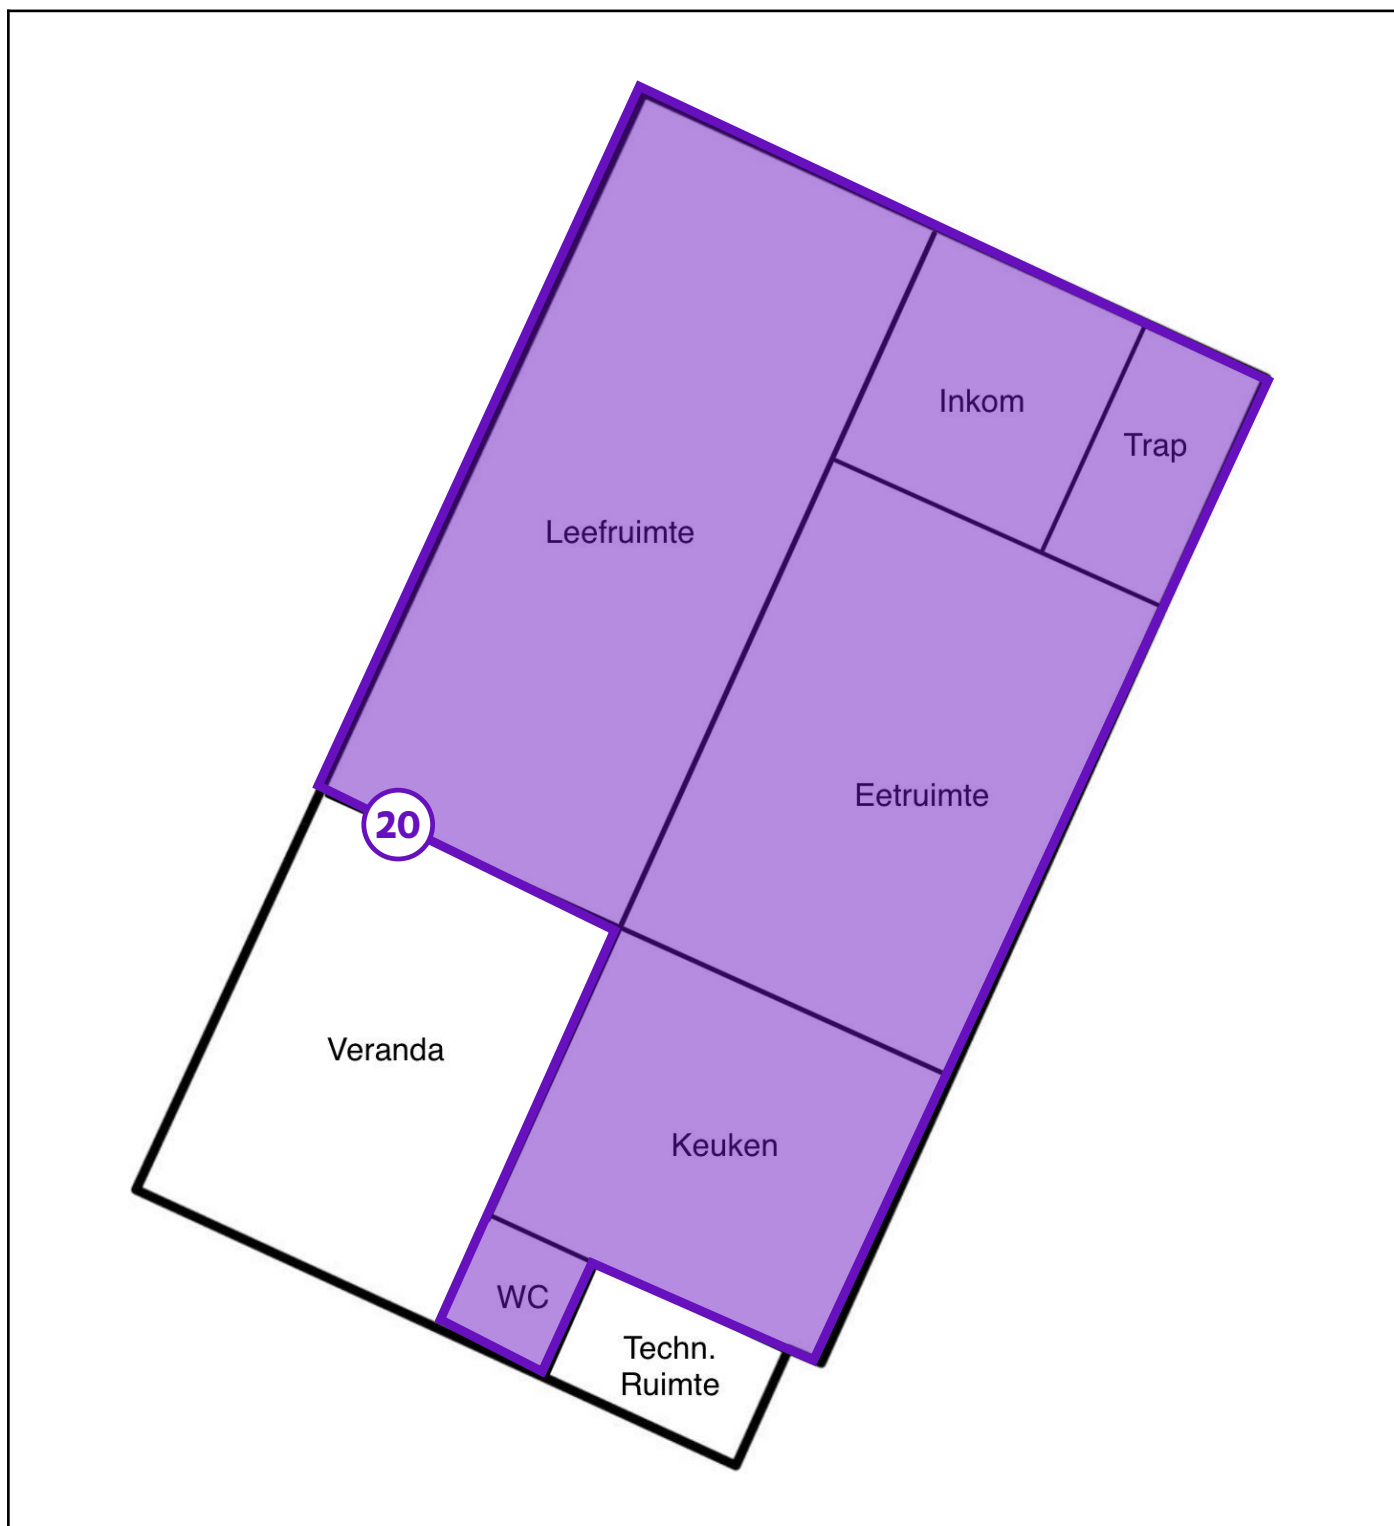 Inkom
Trap
Leefruimte
Eetruimte
20
Veranda
Keuken
WC
Techn.
Ruimte